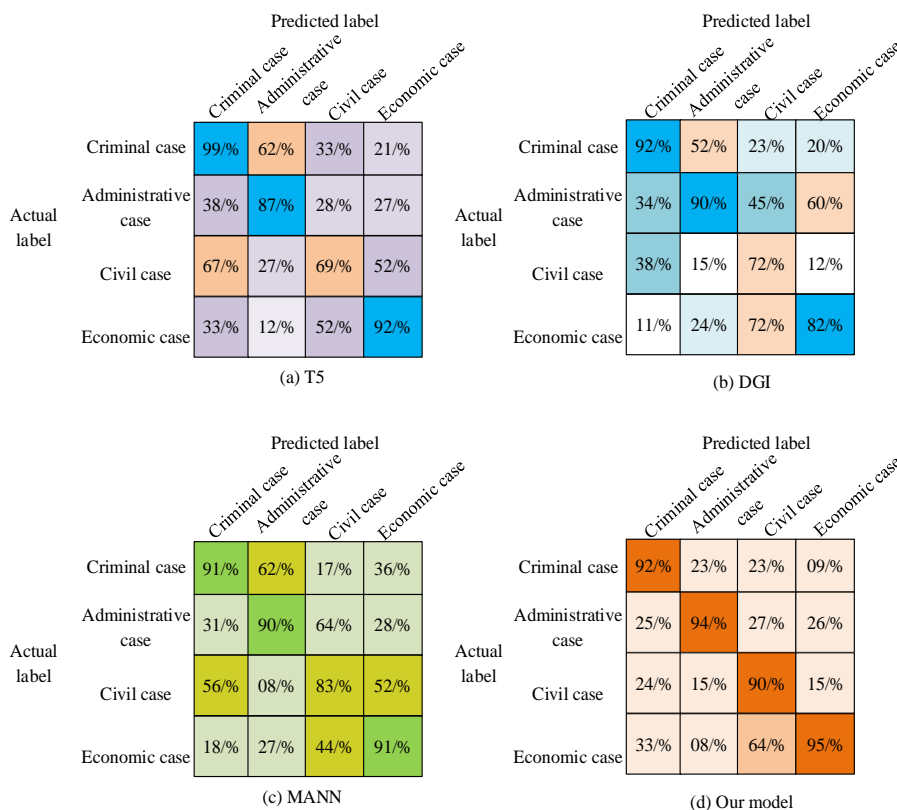 Predicted label
Criminal case
Administrative
case
Civil case
Economic case
Actual
label
Criminal case
99/% 62/% 33/% 21/%
Administrative
case
38/% 87/% 28/% 27/%
Civil case
67/% 27/% 69/% 52/%
Economic case
33/% 12/% 52/% 92/%
(a) T5
Predicted label
Criminal case
Administrative
case
Civil case
Economic case
Actual
label
Criminal case
92/% 52/% 23/% 20/%
Administrative
case
34/% 90/% 45/% 60/%
Civil case
38/% 15/% 72/% 12/%
Economic case
11/% 24/% 72/% 82/%
(b) DGI
Predicted label
Criminal case
Administrative
case
Civil case
Economic case
Actual
label
Criminal case
91/% 62/% 17/% 36/%
Administrative
case
31/% 90/% 64/% 28/%
Civil case
56/% 08/% 83/% 52/%
Economic case
18/% 27/% 44/% 91/%
(c) MANN
Predicted label
Criminal case
Administrative
case
Civil case
Economic case
Actual
label
Criminal case
92/% 23/% 23/% 09/%
Administrative
case
25/% 94/% 27/% 26/%
Civil case
24/% 15/% 90/% 15/%
Economic case
33/% 08/% 64/% 95/%
(d) Our model